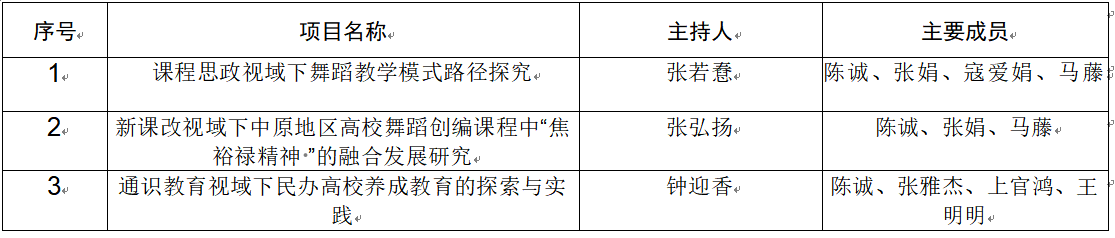 序号 项目名称 主持人 主要成员
1 课程思政视域下舞蹈教学模式路径探究 张若惷 陈诚、张娟、寇爱娟、马藤
2 新课改视域下中原地区高校舞蹈创编课程中“焦 张弘扬 陈诚、张娟、马藤
裕禄精神 ”的融合发展研究
3 通识教育视域下民办高校养成教育的探索与实 钟迎香 陈诚、张雅杰、上官鸿、王
践 明明